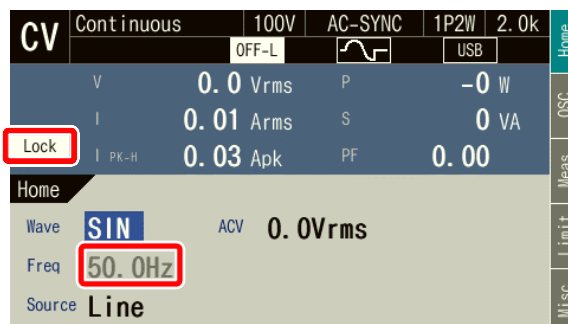 CV Continuous 100V AC-SYNC 1P2W 2.0k
OFF-L USB
V 0.0 Vrms P -0 W
I 0.01 Arms S 0 VA
Lock
I PK-H 0.03 Apk PF 0.00
Home
Wave SIN ACV 0.0Vrms
Freq 50.0Hz
Source Line
Home
OSC
Meas
Limit
Misc